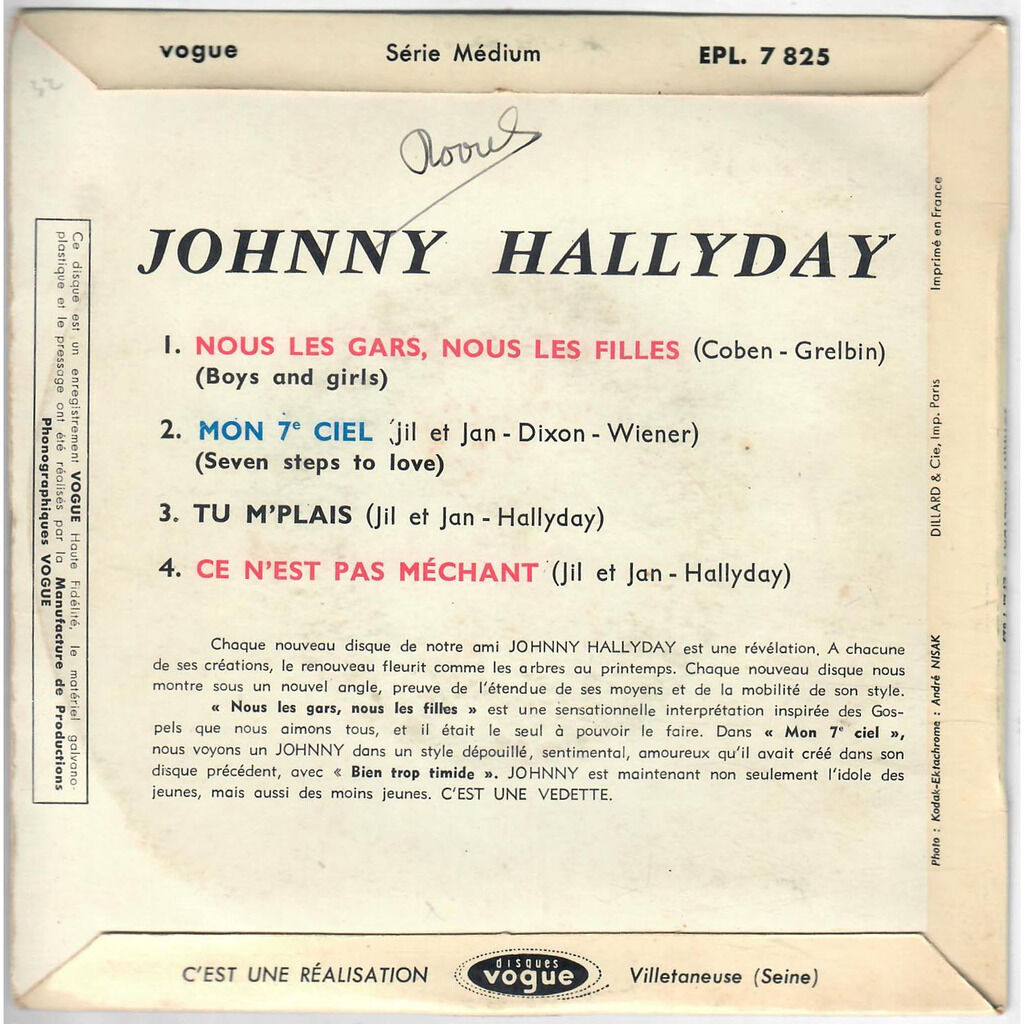 vogue Série Médium EPL. 7 825
JOHNNY HALLYDAY
1. NOUS LES GARS, NOUS LES FILLES (Coben - Grelbin)
(Boys and girls)
2. MON 7e CIEL (Jil et Jan - Dixon - Wiener)
(Seven steps to love)
3. TU M'PLAIS (Jil et Jan - Hallyday)
4. CE N'EST PAS MÉCHANT (Jil et Jan - Hallyday)
Chaque nouveau disque de notre ami JOHNNY HALLYDAY est une révélation. A chacune
de ses créations, le renouveau fleurit comme les arbres au printemps. Chaque nouveau disque nous
montre sous un nouvel angle, preuve de l'étendue de ses moyens et de la mobilité de son style.
« Nous les gars, nous les filles » est une sensationnelle interprétation inspirée des Gos-
pels que nous aimons tous, et il était le seul à pouvoir le faire. Dans « Mon 7e ciel »,
nous voyons un JOHNNY dans un style dépouillé, sentimental, amoureux qu'il avait créé dans son
disque précédent, avec « Bien trop timide ». JOHNNY est maintenant non seulement l'idole des
jeunes, mais aussi des moins jeunes. C'EST UNE VEDETTE.
Ce disque est un enregistrement VOGUE Haute Fidélité, le matériel galvano-
plastique et le pressage ont été réalisés par la Manufacture de Productions
Phonographiques VOGUE
Imprimé en France
DILLARD & Cie, Imp. Paris
Photo : Kodak-Ektachrome : André NISAK
C'EST UNE RÉALISATION disques vogue Villetaneuse (Seine)